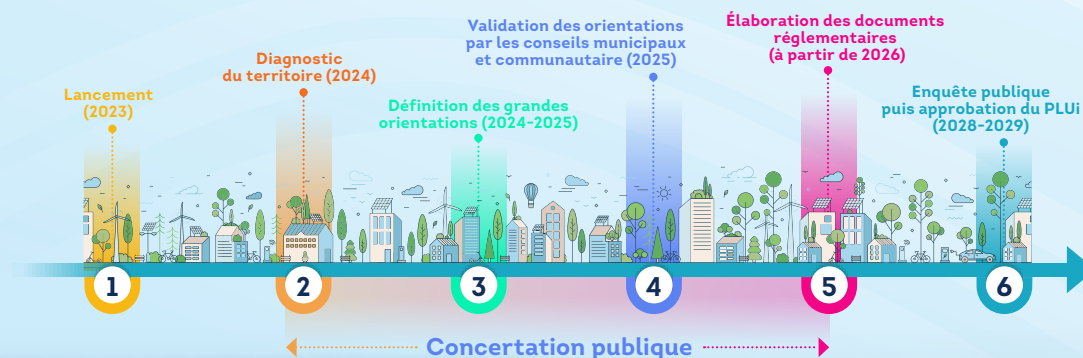 Lancement
(2023)
Diagnostic
du territoire (2024)
Définition des grandes
orientations (2024-2025)
Validation des orientations
par les conseils municipaux
et communautaire (2025)
Élaboration des documents
réglementaires
(à partir de 2026)
Enquête publique
puis approbation du PLUi
(2028-2029)
1
2
3
4
5
6
Concertation publique